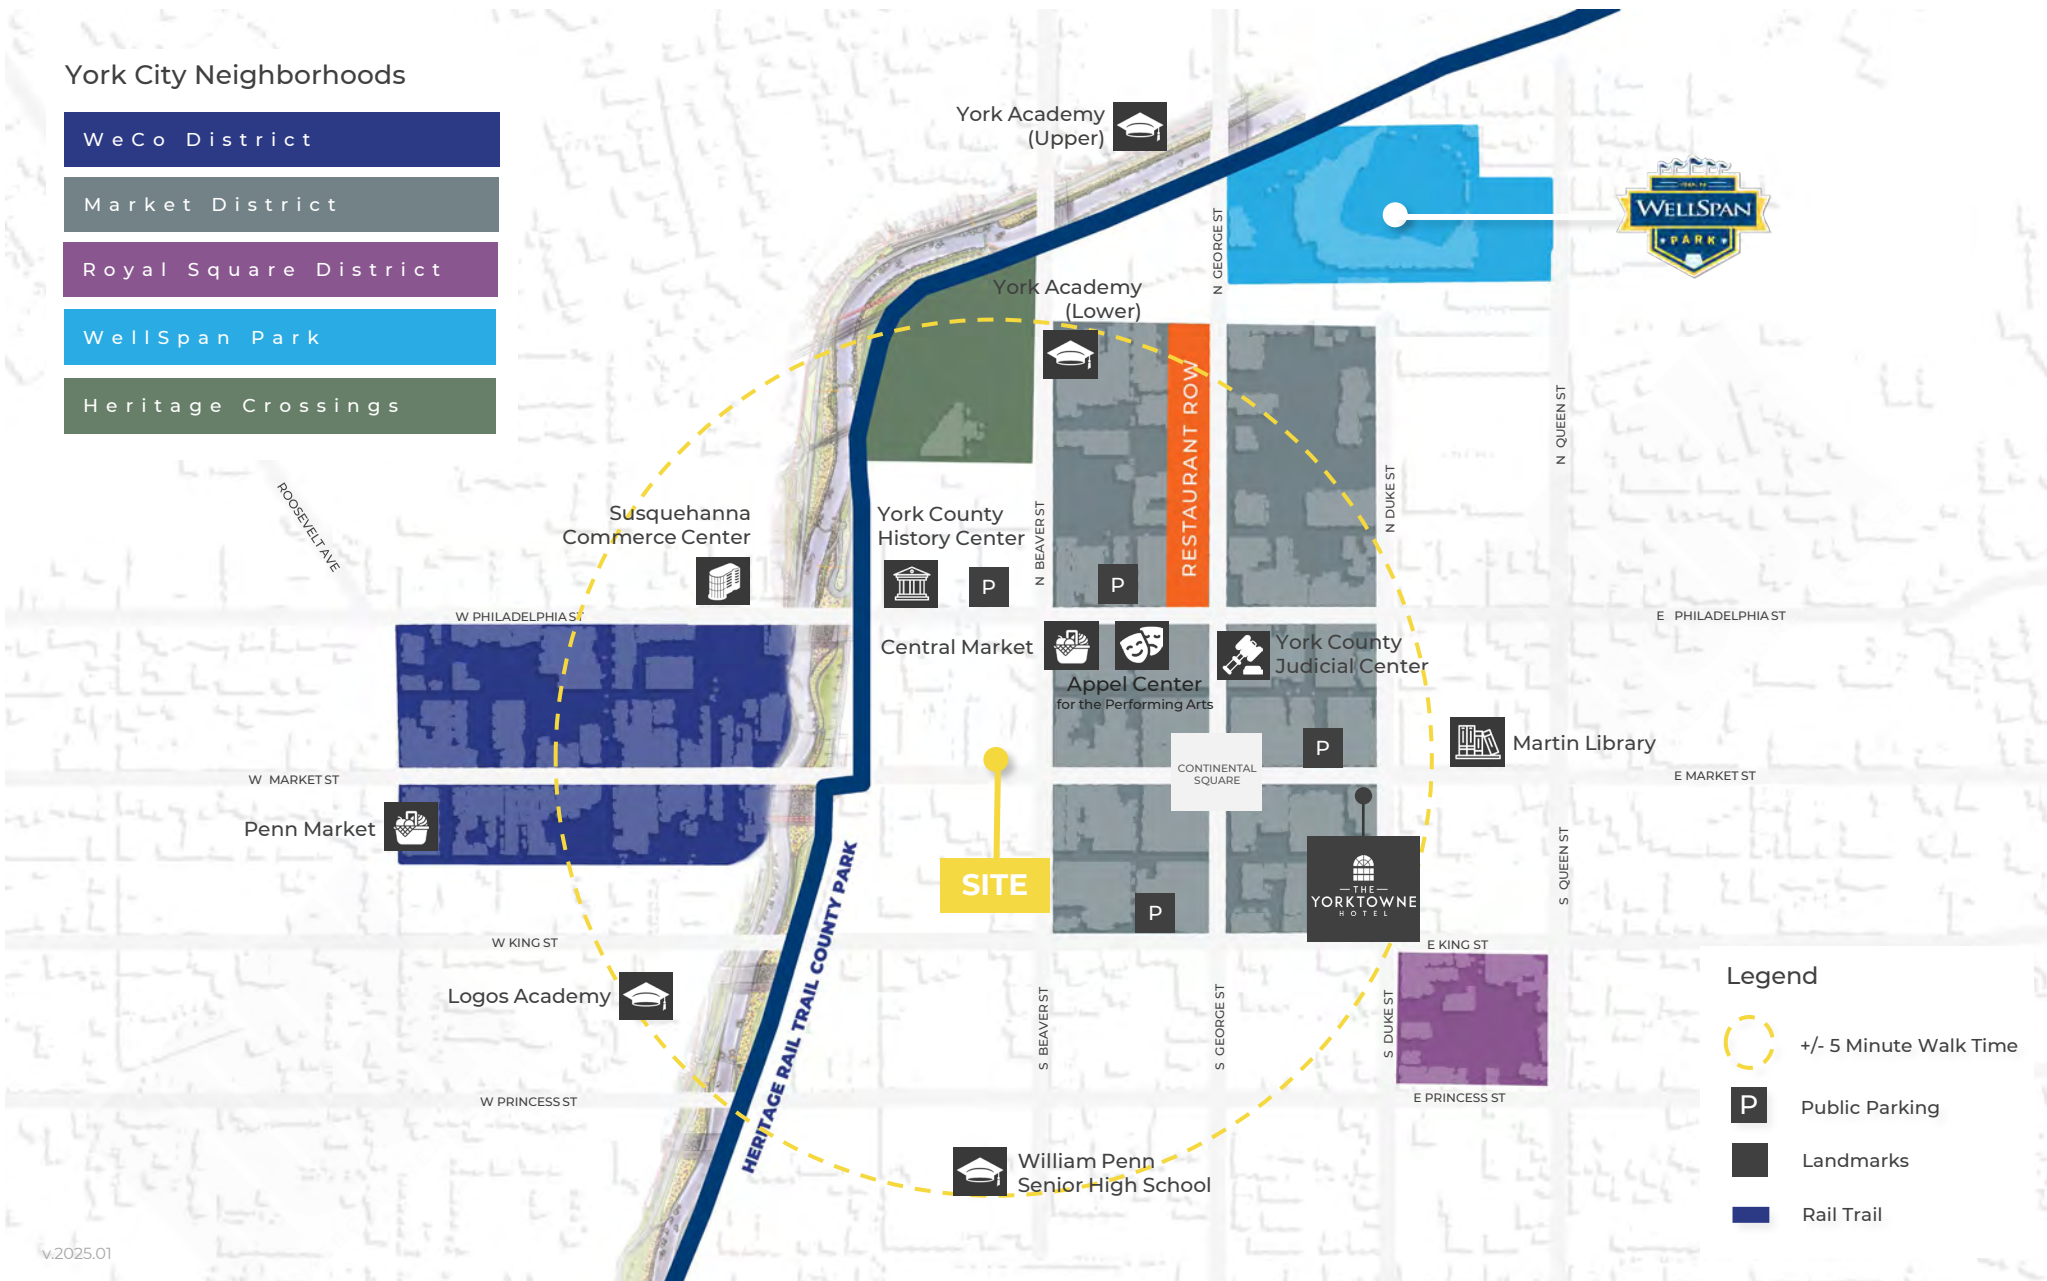 York City Neighborhoods
WeCo District
Market District
Royal Square District
WellSpan Park
Heritage Crossings
York Academy
(Upper)
WELLSPAN
PARK
N GEORGE ST
York Academy
(Lower)
RESTAURANT ROW
N QUEEN ST
N DUKE ST
ROOSEVELT AVE
Susquehanna
Commerce Center
York County
History Center
N BEAVER ST
P
P
W PHILADELPHIA ST
E PHILADELPHIA ST
Central Market
Appel Center
for the Performing Arts
York County
Judicial Center
P
Martin Library
CONTINENTAL
SQUARE
W MARKET ST
E MARKET ST
Penn Market
SITE
THE
YORKTOWNE
HOTEL
S QUEEN ST
P
HERITAGE RAIL TRAIL COUNTY PARK
W KING ST
E KING ST
Logos Academy
S BEAVER ST
S GEORGE ST
S DUKE ST
W PRINCESS ST
E PRINCESS ST
William Penn
Senior High School
Legend
+/- 5 Minute Walk Time
P
Public Parking
Landmarks
Rail Trail
v.2025.01